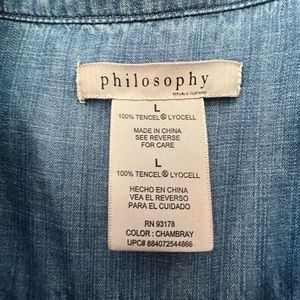 philosophy
REPUBLIC CLOTHING
L
100% TENCEL® LYOCELL
MADE IN CHINA
SEE REVERSE
FOR CARE
L
100% TENCEL® LYOCELL
HECHO EN CHINA
VEA EL REVERSO
PARA EL CUIDADO
RN 93178
COLOR : CHAMBRAY
UPC# 884072544866